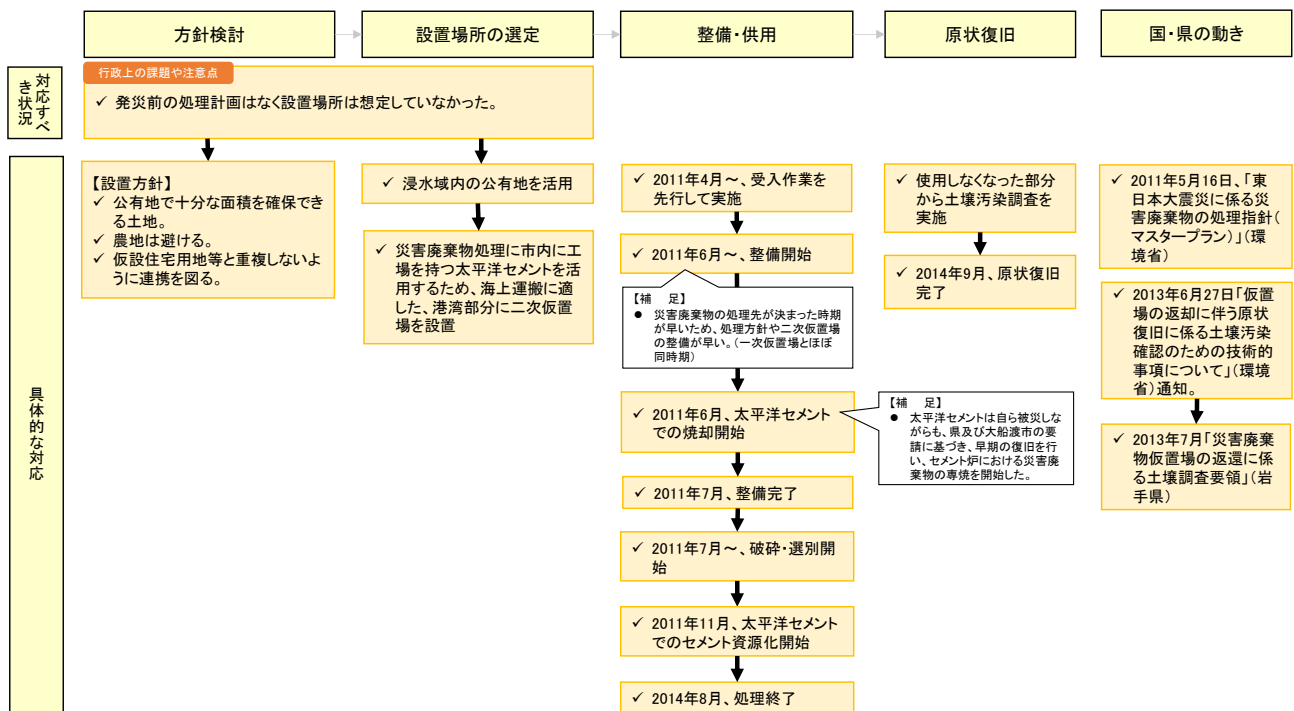 方針検討
設置場所の選定
整備・供用
原状復旧
国・県の動き
対応すべ
き状況
行政上の課題や注意点
✓ 発災前の処理計画はなく設置場所は想定していなかった。
具体的な対応
【設置方針】
✓ 公有地で十分な面積を確保でき
る土地。
✓ 農地は避ける。
✓ 仮設住宅用地等と重複しないよ
うに連携を図る。
✓ 浸水域内の公有地を活用
✓ 災害廃棄物処理に市内に工
場を持つ太平洋セメントを活
用するため、海上運搬に適
した、港湾部分に二次仮置
場を設置
✓ 2011年4月~、受入作業を
先行して実施
✓ 2011年6月~、整備開始
【補 足】
● 災害廃棄物の処理先が決まった時期
が早いため、処理方針や二次仮置場
の整備が早い。(一次仮置場とほぼ
同時期)
✓ 2011年6月、太平洋セメント
での焼却開始
【補 足】
● 太平洋セメントは自ら被災しな
がらも、県及び大船渡市の要
請に基づき、早期の復旧を行
い、セメント炉における災害廃
棄物の専焼を開始した。
✓ 2011年7月、整備完了
✓ 2011年7月~、破砕・選別開
始
✓ 2011年11月、太平洋セメント
でのセメント資源化開始
✓ 2014年8月、処理終了
✓ 使用しなくなった部分
から土壌汚染調査を
実施
✓ 2014年9月、原状復旧
完了
✓ 2011年5月16日、「東
日本大震災に係る災
害廃棄物の処理指針(
マスタープラン)」(環
境省)
✓ 2013年6月27日「仮置
場の返却に伴う原状
復旧に係る土壌汚染
確認のための技術的
事項について」(環境
省)通知。
✓ 2013年7月「災害廃棄
物仮置場の返還に係
る土壌調査要領」(岩
手県)